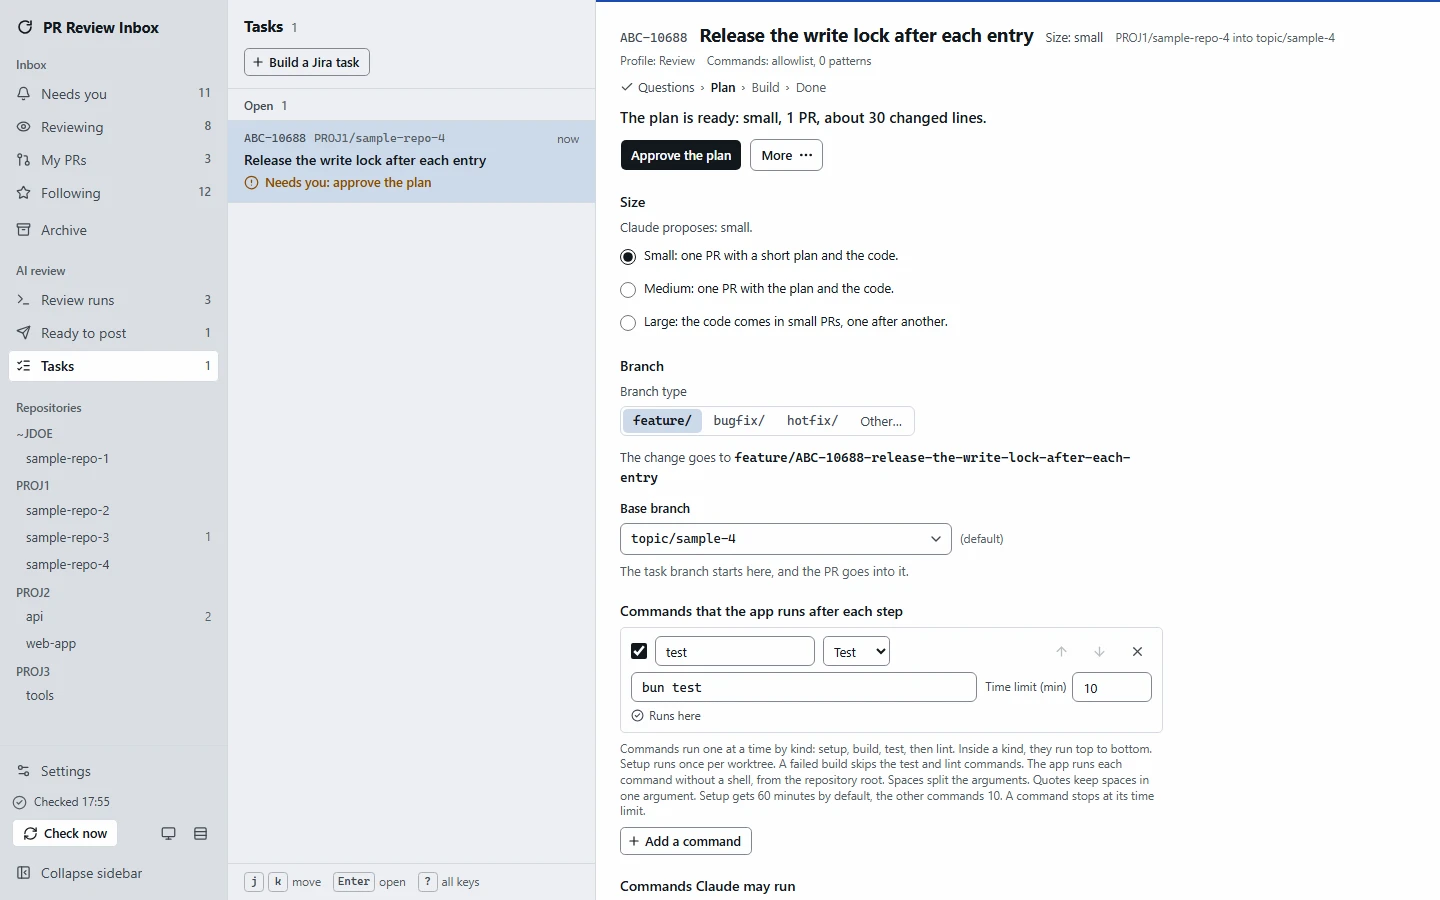 PR Review Inbox
Inbox
Needs you 11
Reviewing 8
My PRs 3
Following 12
Archive
AI review
Review runs 3
Ready to post 1
Tasks 1
Repositories
~JDOE
sample-repo-1
PROJ1
sample-repo-2
sample-repo-3 1
sample-repo-4
PROJ2
api 2
web-app
PROJ3
tools
Settings
Checked 17:55
Check now
Collapse sidebar
Tasks 1
+ Build a Jira task
Open 1
ABC-10688 PROJ1/sample-repo-4 now
Release the write lock after each entry
Needs you: approve the plan
j k move Enter open ? all keys
ABC-10688 Release the write lock after each entry Size: small PROJ1/sample-repo-4 into topic/sample-4
Profile: Review Commands: allowlist, 0 patterns
Questions › Plan › Build › Done
The plan is ready: small, 1 PR, about 30 changed lines.
Approve the plan More ···
Size
Claude proposes: small.
Small: one PR with a short plan and the code.
Medium: one PR with the plan and the code.
Large: the code comes in small PRs, one after another.
Branch
Branch type
feature/ bugfix/ hotfix/ Other...
The change goes to feature/ABC-10688-release-the-write-lock-after-each-
entry
Base branch
topic/sample-4 (default)
The task branch starts here, and the PR goes into it.
Commands that the app runs after each step
test Test
bun test Time limit (min) 10
Runs here
Commands run one at a time by kind: setup, build, test, then lint. Inside a kind, they run top to bottom.
Setup runs once per worktree. A failed build skips the test and lint commands. The app runs each
command without a shell, from the repository root. Spaces split the arguments. Quotes keep spaces in
one argument. Setup gets 60 minutes by default, the other commands 10. A command stops at its time
limit.
+ Add a command
Commands Claude may run